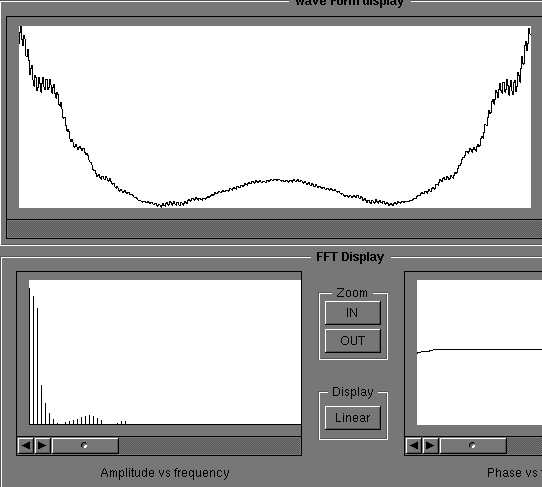 Wave Form display
FFT Display
Zoom
IN
OUT
Display
Linear
Amplitude vs frequency
Phase vs